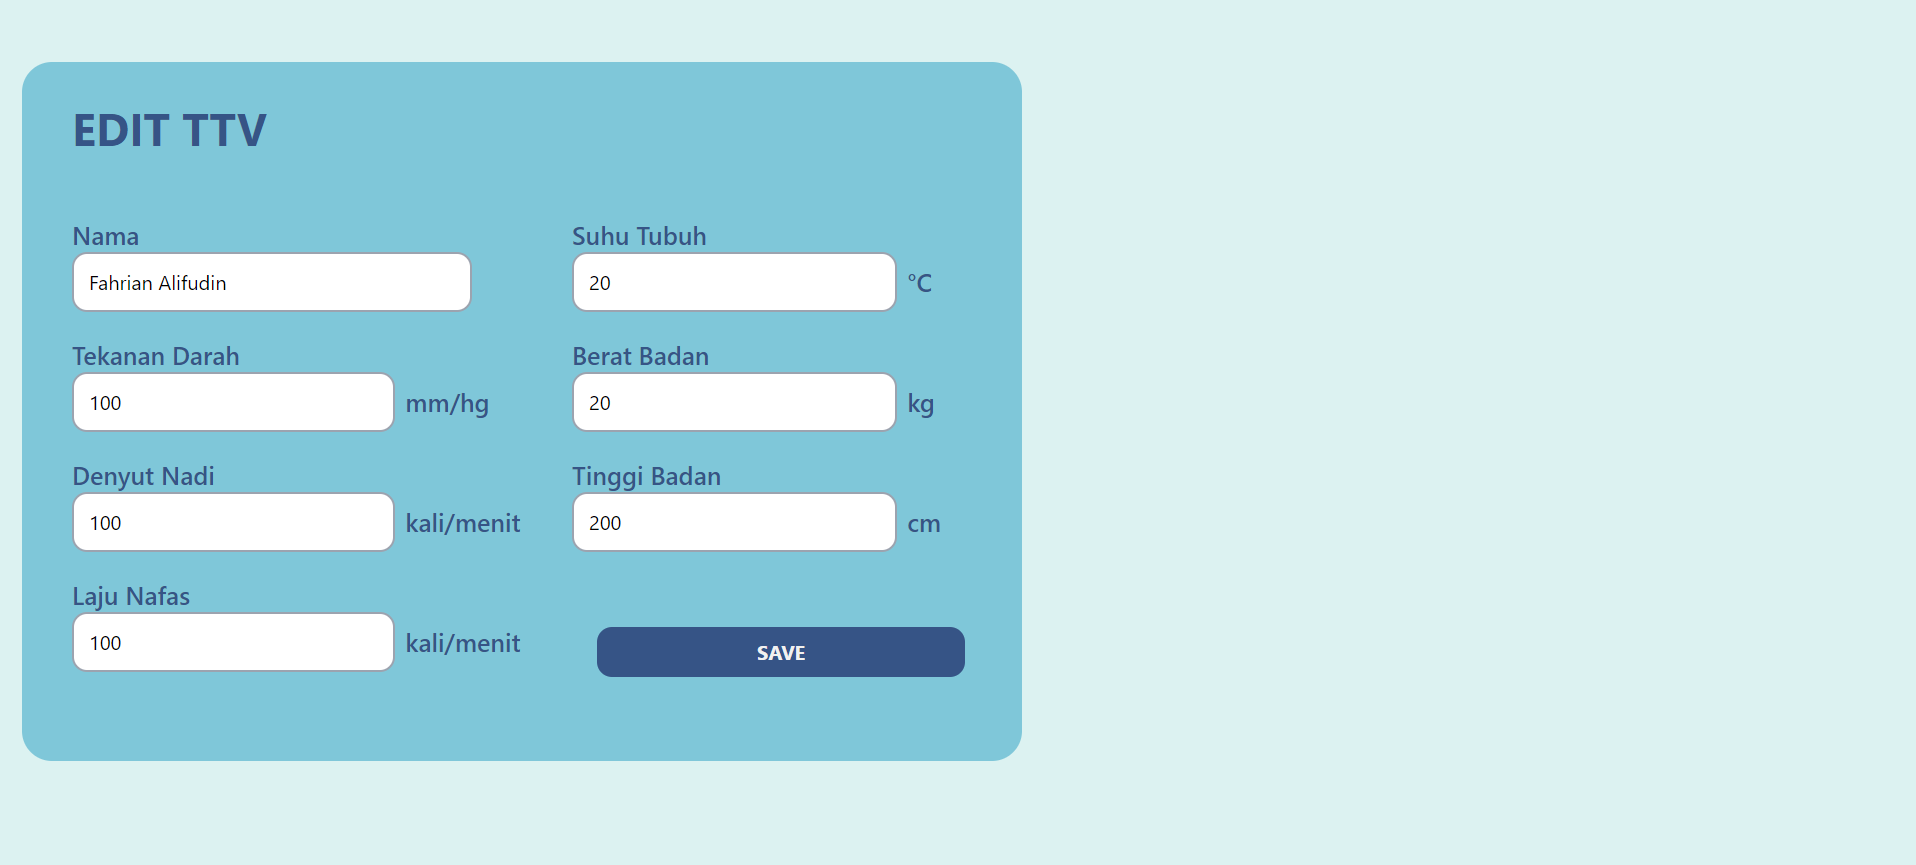 EDIT TTV
Nama
Fahrian Alifudin
Tekanan Darah
100 mm/hg
Denyut Nadi
100 kali/menit
Laju Nafas
100 kali/menit
Suhu Tubuh
20 °C
Berat Badan
20 kg
Tinggi Badan
200 cm
SAVE